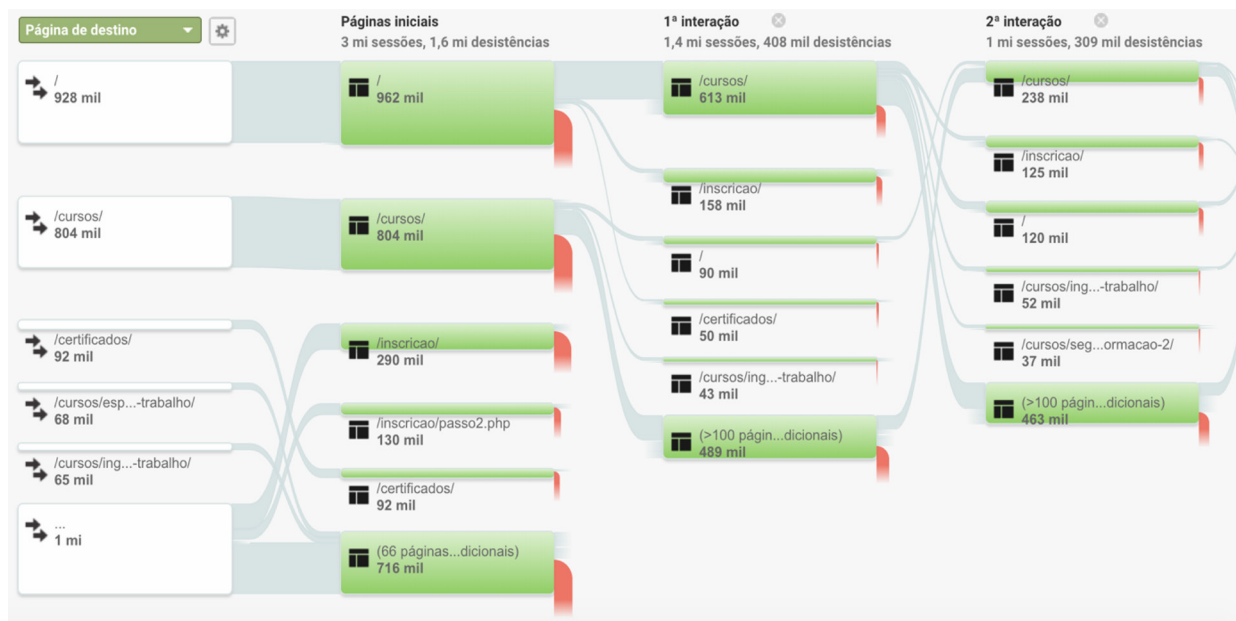 Página de destino
/
928 mil
/cursos/
804 mil
/certificados/
92 mil
/cursos/esp...-trabalho/
68 mil
/cursos/ing...-trabalho/
65 mil
...
1 mi
Páginas iniciais
3 mi sessões, 1,6 mi desistências
/
962 mil
/cursos/
804 mil
/inscricao/
290 mil
/inscricao/passo2.php
130 mil
/certificados/
92 mil
(66 páginas...dicionais)
716 mil
1ª interação
1,4 mi sessões, 408 mil desistências
/cursos/
613 mil
/inscricao/
158 mil
/
90 mil
/certificados/
50 mil
/cursos/ing...-trabalho/
43 mil
(>100 págin...dicionais)
489 mil
2ª interação
1 mi sessões, 309 mil desistências
/cursos/
238 mil
/inscricao/
125 mil
/
120 mil
/cursos/ing...-trabalho/
52 mil
/cursos/seg...ormacao-2/
37 mil
(>100 págin...dicionais)
463 mil